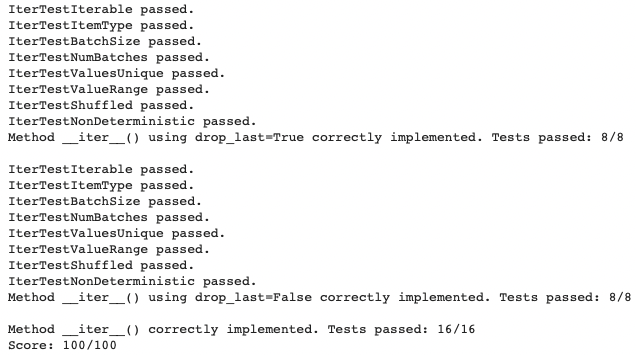 IterTestIterable passed.
IterTestItemType passed.
IterTestBatchSize passed.
IterTestNumBatches passed.
IterTestValuesUnique passed.
IterTestValueRange passed.
IterTestShuffled passed.
IterTestNonDeterministic passed.
Method __iter__() using drop_last=True correctly implemented. Tests passed: 8/8

IterTestIterable passed.
IterTestItemType passed.
IterTestBatchSize passed.
IterTestNumBatches passed.
IterTestValuesUnique passed.
IterTestValueRange passed.
IterTestShuffled passed.
IterTestNonDeterministic passed.
Method __iter__() using drop_last=False correctly implemented. Tests passed: 8/8

Method __iter__() correctly implemented. Tests passed: 16/16
Score: 100/100